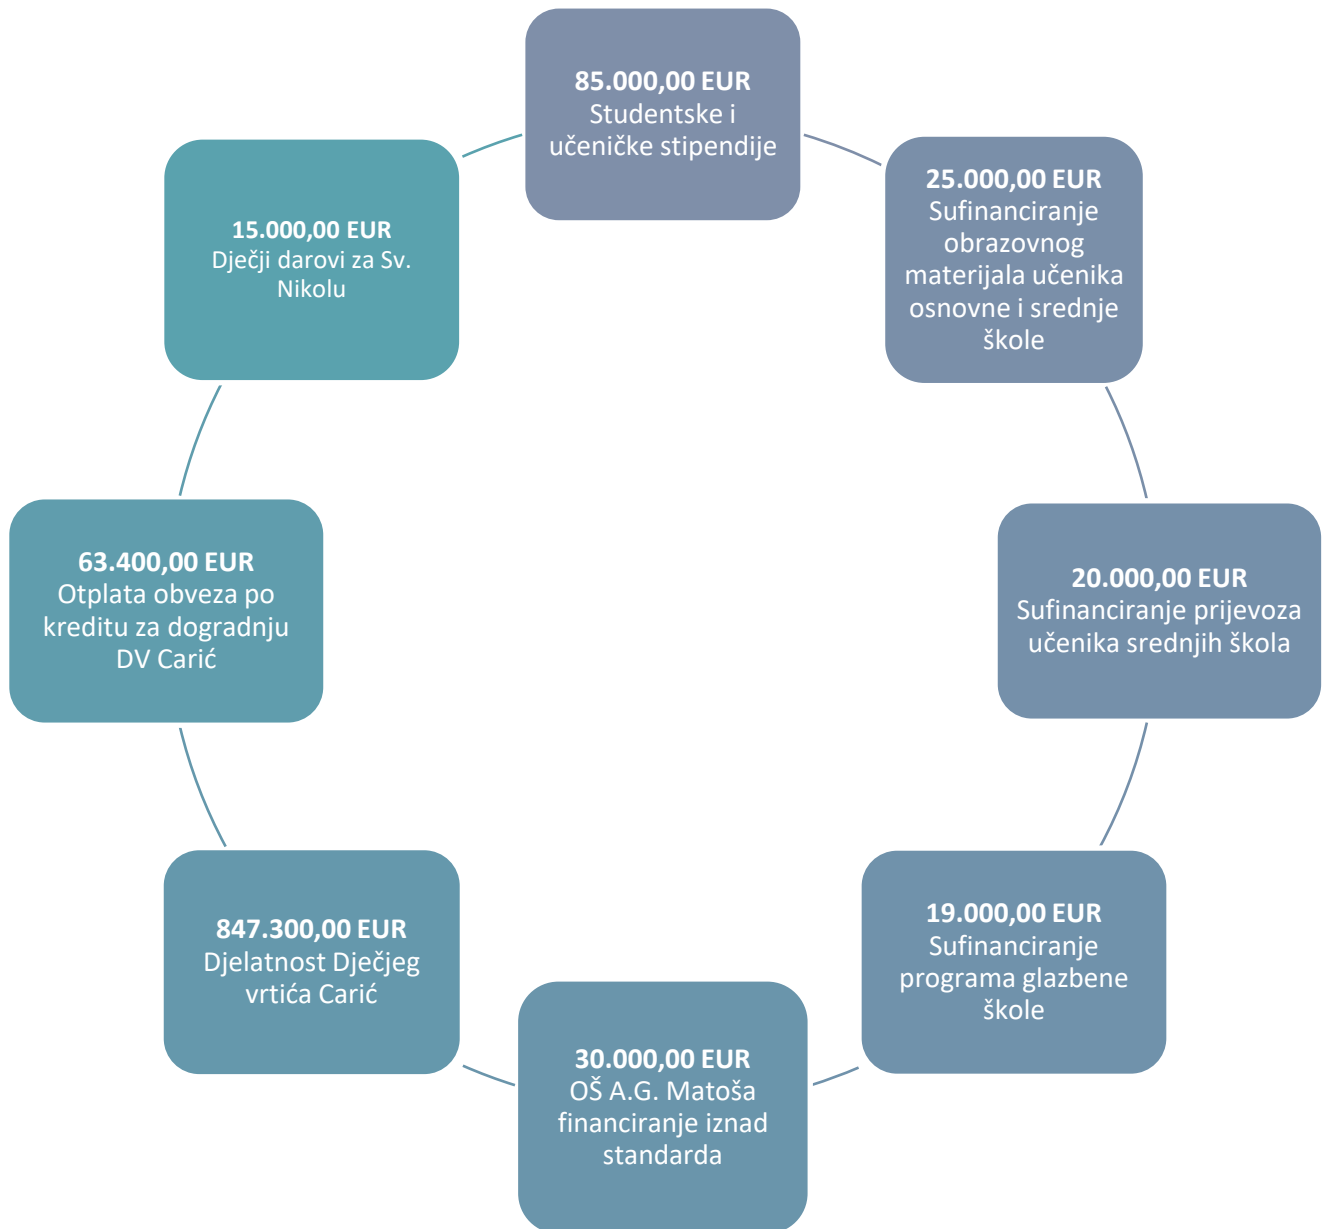 85.000,00 EUR
Studentske i
učeničke stipendije
25.000,00 EUR
Sufinanciranje
obrazovnog
materijala učenika
osnovne i srednje
škole
20.000,00 EUR
Sufinanciranje prijevoza
učenika srednjih škola
19.000,00 EUR
Sufinanciranje
programa glazbene
škole
30.000,00 EUR
OŠ A.G. Matoša
financiranje iznad
standarda
847.300,00 EUR
Djelatnost Dječjeg
vrtića Carić
63.400,00 EUR
Otplata obveza po
kreditu za dogradnju
DV Carić
15.000,00 EUR
Dječji darovi za Sv.
Nikolu